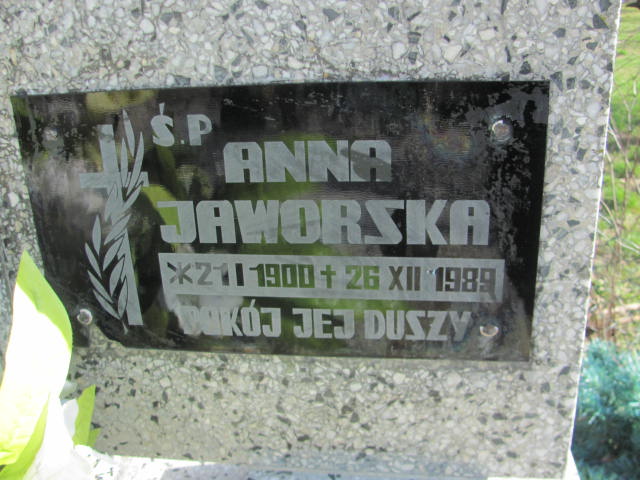 Ś.P
ANNA
JAWORSKA
*21 I 1900 + 26 XII 1989
POKÓJ JEJ DUSZY